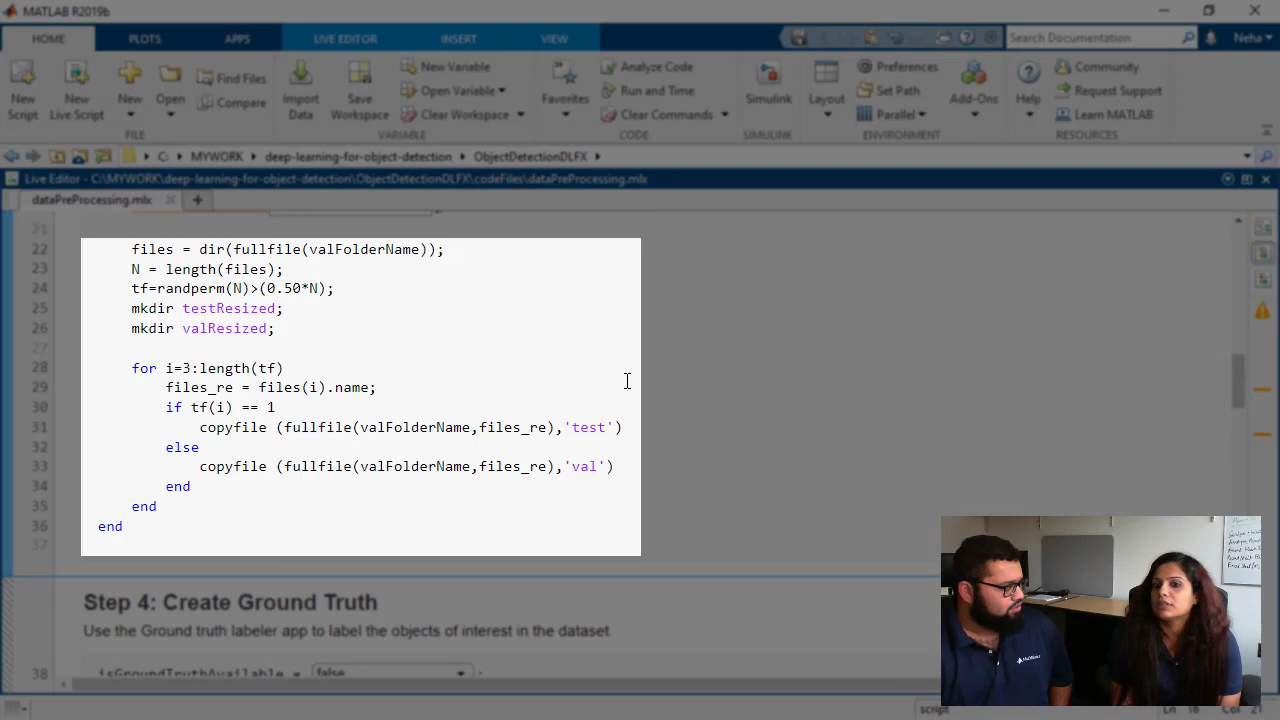 MATLAB R2019b
HOME PLOTS APPS LIVE EDITOR INSERT VIEW Search Documentation Neha
New Script New Live Script New Open Find Files Compare Import Data Save Workspace New Variable Open Variable Clear Workspace Favorites Analyze Code Run and Time Clear Commands Simulink Layout Preferences Set Path Parallel Add-Ons Help Community Request Support Learn MATLAB
FILE VARIABLE CODE SIMULINK ENVIRONMENT RESOURCES
C: MYWORK deep-learning-for-object-detection ObjectDetectionDLFX
Live Editor - C:\MYWORK\deep-learning-for-object-detection\ObjectDetectionDLFX\codeFiles\dataPreProcessing.mlx
dataPreProcessing.mlx
21
22 files = dir(fullfile(valFolderName));
23 N = length(files);
24 tf=randperm(N)>(0.50*N);
25 mkdir testResized;
26 mkdir valResized;
27
28 for i=3:length(tf)
29 files_re = files(i).name;
30 if tf(i) == 1
31 copyfile (fullfile(valFolderName,files_re),'test')
32 else
33 copyfile (fullfile(valFolderName,files_re),'val')
34 end
35 end
36 end
37
Step 4: Create Ground Truth
Use the Ground truth labeler app to label the objects of interest in the dataset.
38 isGroundTruthAvailable = false ;
MathWorks
script Ln 16 Col 21